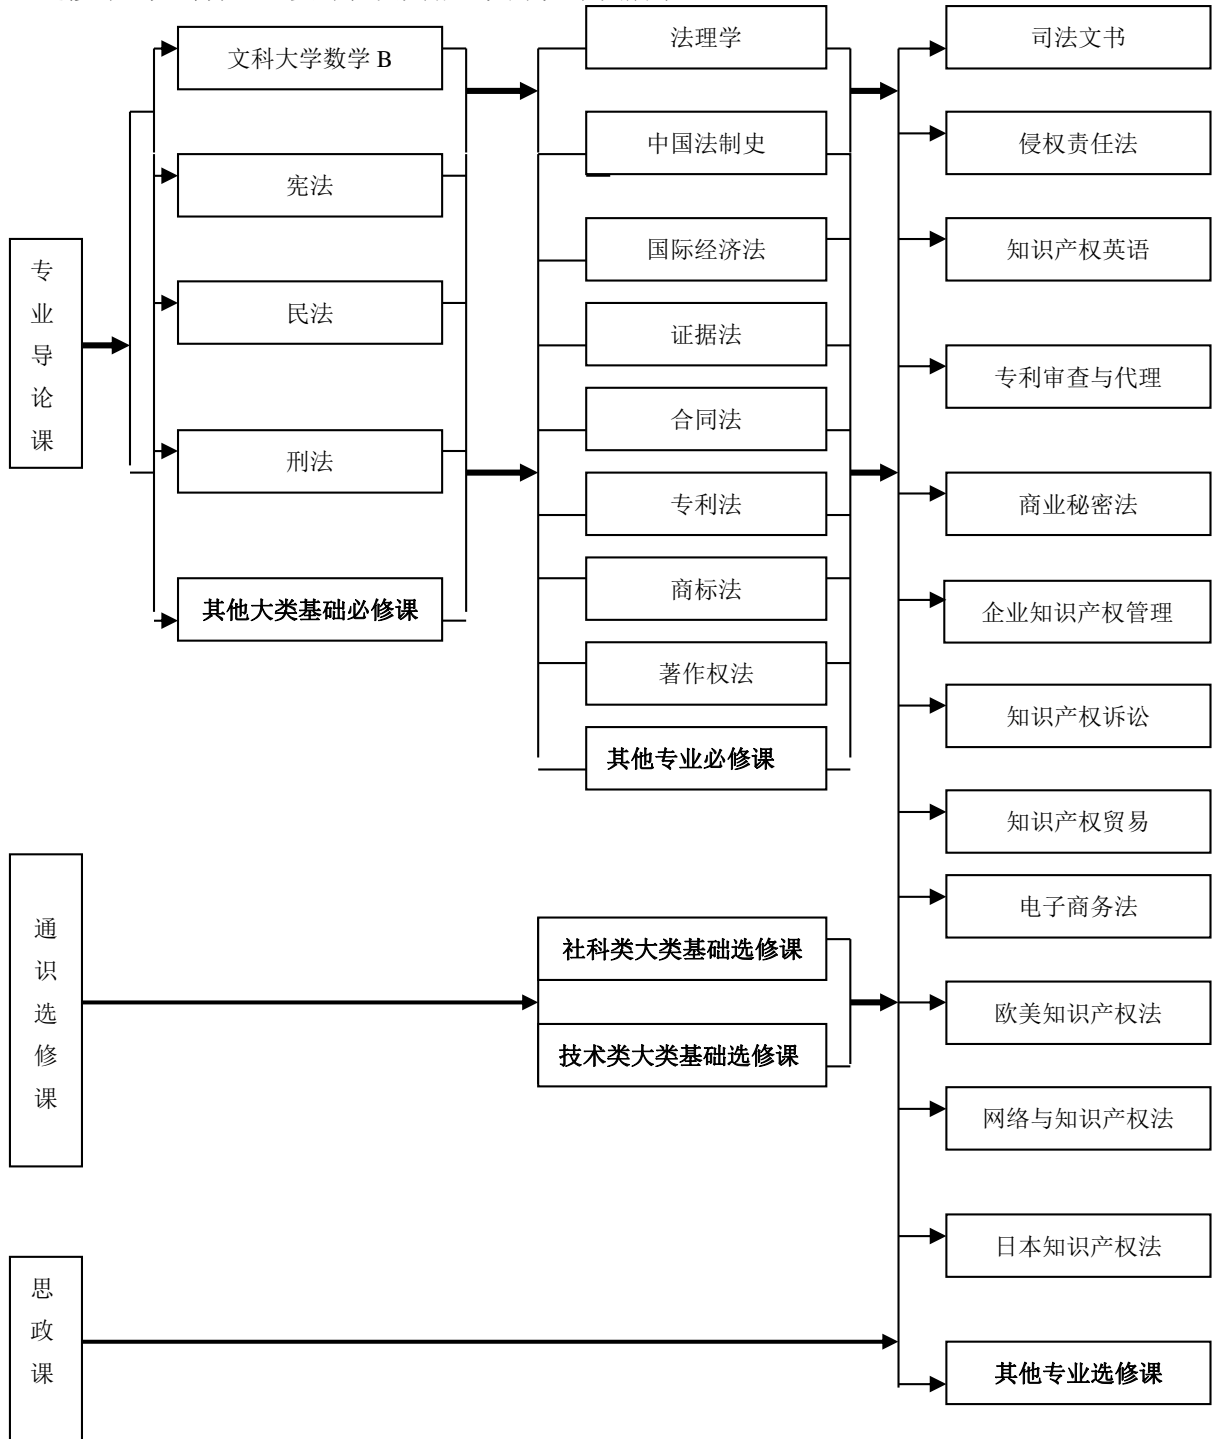 文科大学数学 B
宪法
民法
刑法
其他大类基础必修课
专业导论课
法理学
中国法制史
国际经济法
证据法
合同法
专利法
商标法
著作权法
其他专业必修课
通识选修课
社科类大类基础选修课
技术类大类基础选修课
思政课
司法文书
侵权责任法
知识产权英语
专利审查与代理
商业秘密法
企业知识产权管理
知识产权诉讼
知识产权贸易
电子商务法
欧美知识产权法
网络与知识产权法
日本知识产权法
其他专业选修课